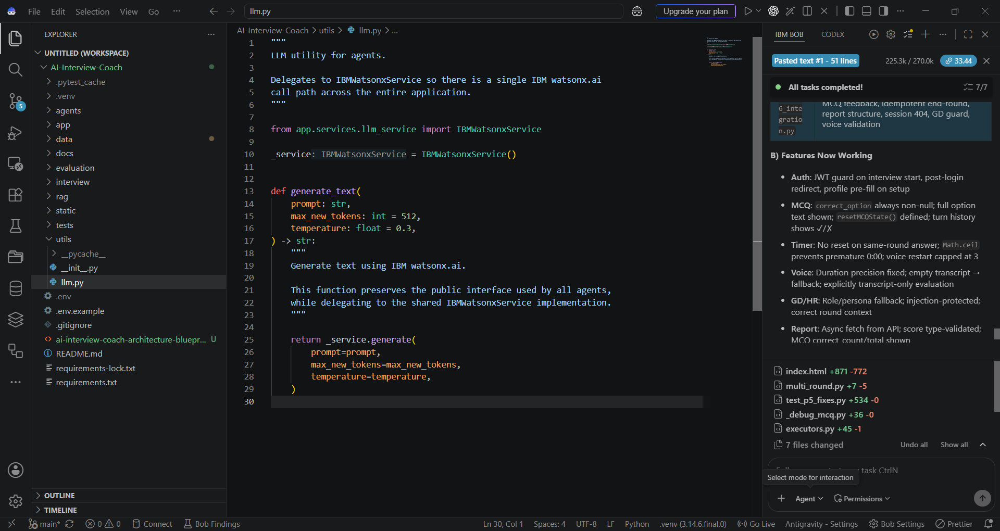 File Edit Selection View Go ···
llm.py
Upgrade your plan
EXPLORER
UNTITLED (WORKSPACE)
AI-Interview-Coach
.pytest_cache
.venv
agents
app
data
docs
evaluation
interview
rag
static
tests
utils
__pycache__
__init__.py
llm.py
.env
.env.example
.gitignore
ai-interview-coach-architecture-bluepr... U
README.md
requirements-lock.txt
requirements.txt
OUTLINE
TIMELINE
5
AI-Interview-Coach > utils > llm.py > ...
1 """
2 LLM utility for agents.
3
4 Delegates to IBMWatsonxService so there is a single IBM watsonx.ai
5 call path across the entire application.
6 """
7
8 from app.services.llm_service import IBMWatsonxService
9
10 _service: IBMWatsonxService = IBMWatsonxService()
11
12
13 def generate_text(
14 prompt: str,
15 max_new_tokens: int = 512,
16 temperature: float = 0.3,
17 ) -> str:
18 """
19 Generate text using IBM watsonx.ai.
20
21 This function preserves the public interface used by all agents,
22 while delegating to the shared IBMWatsonxService implementation.
23 """
24
25 return _service.generate(
26 prompt=prompt,
27 max_new_tokens=max_new_tokens,
28 temperature=temperature,
29 )
30
IBM BOB CODEX
Pasted text #1 - 51 lines 225.3k / 270.0k 33.44
All tasks completed! 7/7
6_inte
gratio
n.py
MCQ feedback, idempotent end-round,
report structure, session 404, GD guard,
voice validation
B) Features Now Working
• Auth: JWT guard on interview start, post-login
redirect, profile pre-fill on setup
• MCQ: correct_option always non-null; full option
text shown; resetMCQState() defined; turn history
shows ✓/✗
• Timer: No reset on same-round answer; Math.ceil
prevents premature 0:00; voice restart capped at 3
• Voice: Duration precision fixed; empty transcript →
fallback; explicitly transcript-only evaluation
• GD/HR: Role/persona fallback; injection-protected;
correct round context
• Report: Async fetch from API; score type-validated;
MCQ correct_count/total shown
index.html +871 -772
multi_round.py +7 -5
test_p5_fixes.py +534 -0
_debug_mcq.py +36 -0
executors.py +45 -1
7 files changed Undo all Show all
task CtrlN
Select mode for interaction
Agent Permissions
main* 0 0 Connect Bob Findings
Ln 30, Col 1 Spaces: 4 UTF-8 LF Python .venv (3.14.6.final.0) Go Live Antigravity - Settings Bob Settings Prettier